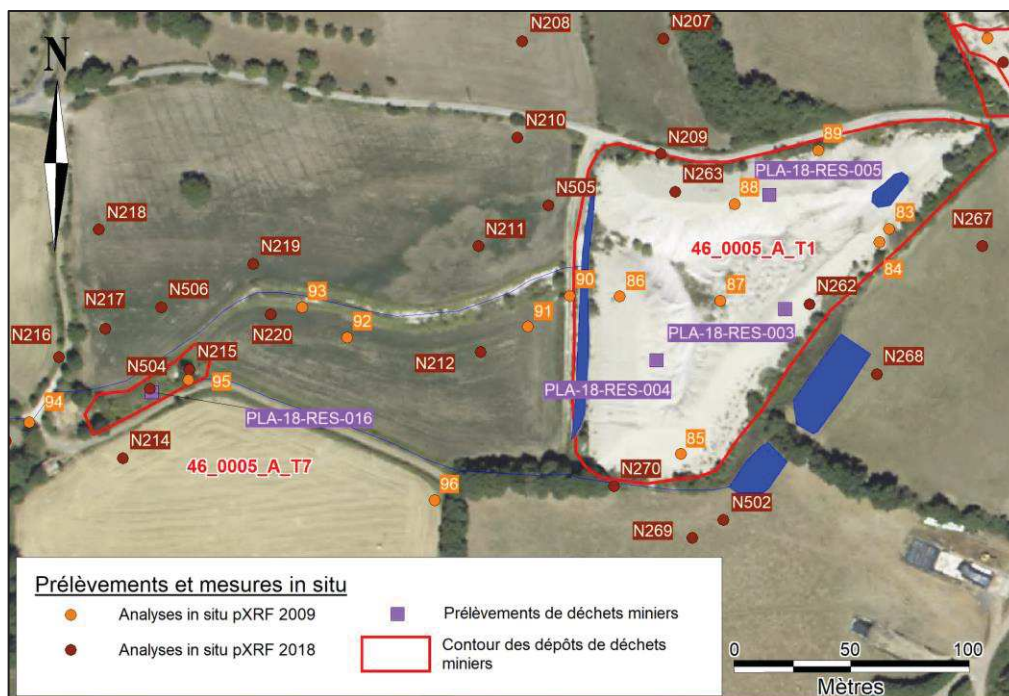 N208
N207
N
N210
N209
89
PLA-18-RES-005
N263
88
N505
N218
N211
83
N267
46_0005_A_T1
84
N219
90
86
87
N262
N506
93
N217
91
N220
92
PLA-18-RES-003
N216
N212
N268
N215
N504
95
PLA-18-RES-004
94
PLA-18-RES-016
85
N214
46_0005_A_T7
N270
96
N502
N269
Prélèvements et mesures in situ
Analyses in situ pXRF 2009
Prélèvements de déchets miniers
Analyses in situ pXRF 2018
Contour des dépôts de déchets
miniers
0 50 100
Mètres